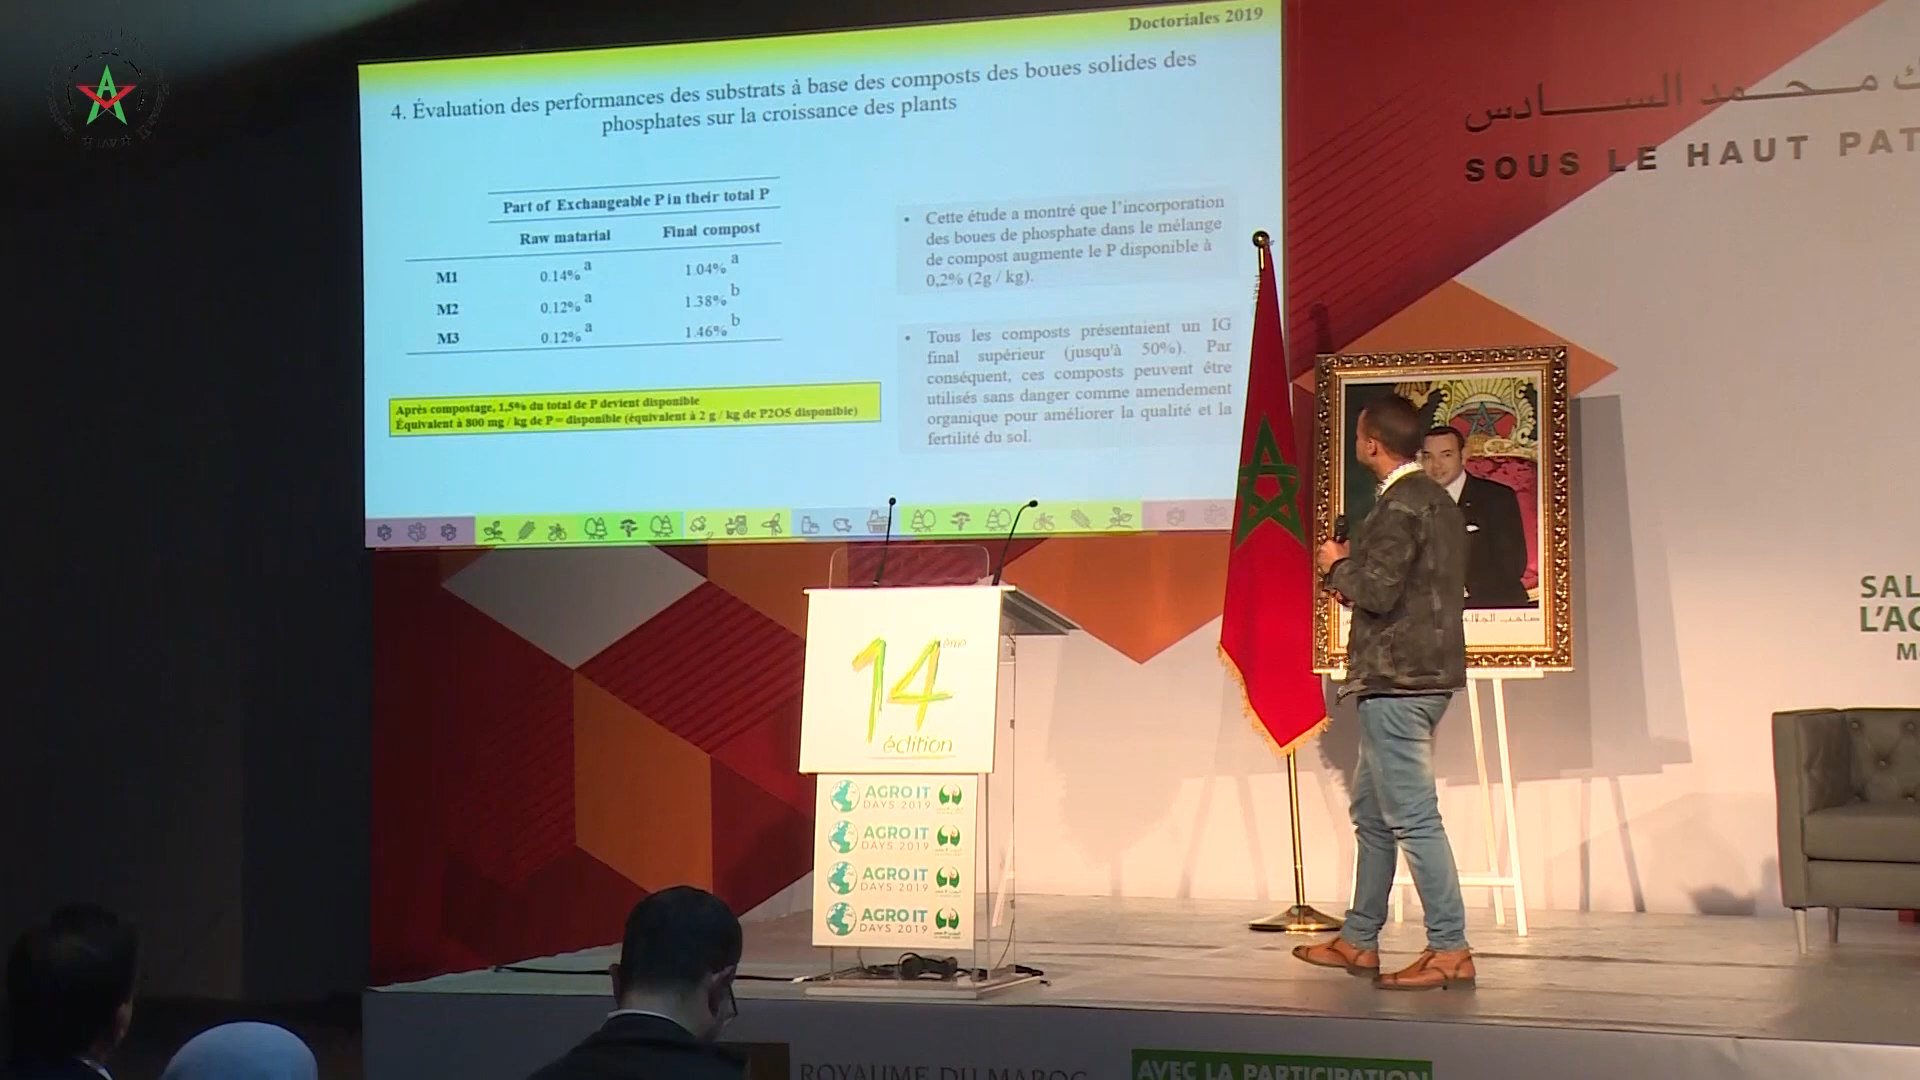 Doctoriales 2019
4. Évaluation des performances des substrats à base des composts des boues solides des
phosphates sur la croissance des plants
Part of Exchangeable P in their total P
Raw matarial Final compost
M1 0.14% a 1.04% a
M2 0.12% a 1.38% b
M3 0.12% a 1.46% b
Après compostage, 1,5% du total de P devient disponible
Équivalent à 800 mg / kg de P = disponible (équivalent à 2 g / kg de P2O5 disponible)
• Cette étude a montré que l'incorporation
des boues de phosphate dans le mélange
de compost augmente le P disponible à
0,2% (2g / kg).
• Tous les composts présentaient un IG
final supérieur (jusqu'à 50%). Par
conséquent, ces composts peuvent être
utilisés sans danger comme amendement
organique pour améliorer la qualité et la
fertilité du sol.
محمد السادس
SOUS LE HAUT PAT
SAL
L'AG
M
14 ème
édition
AGRO IT
DAYS 2019
AGRO IT
DAYS 2019
AGRO IT
DAYS 2019
AGRO IT
DAYS 2019
صاحب الجلالة
ROYAUME DU MAROC
AVEC LA PARTICIPATION
IAV